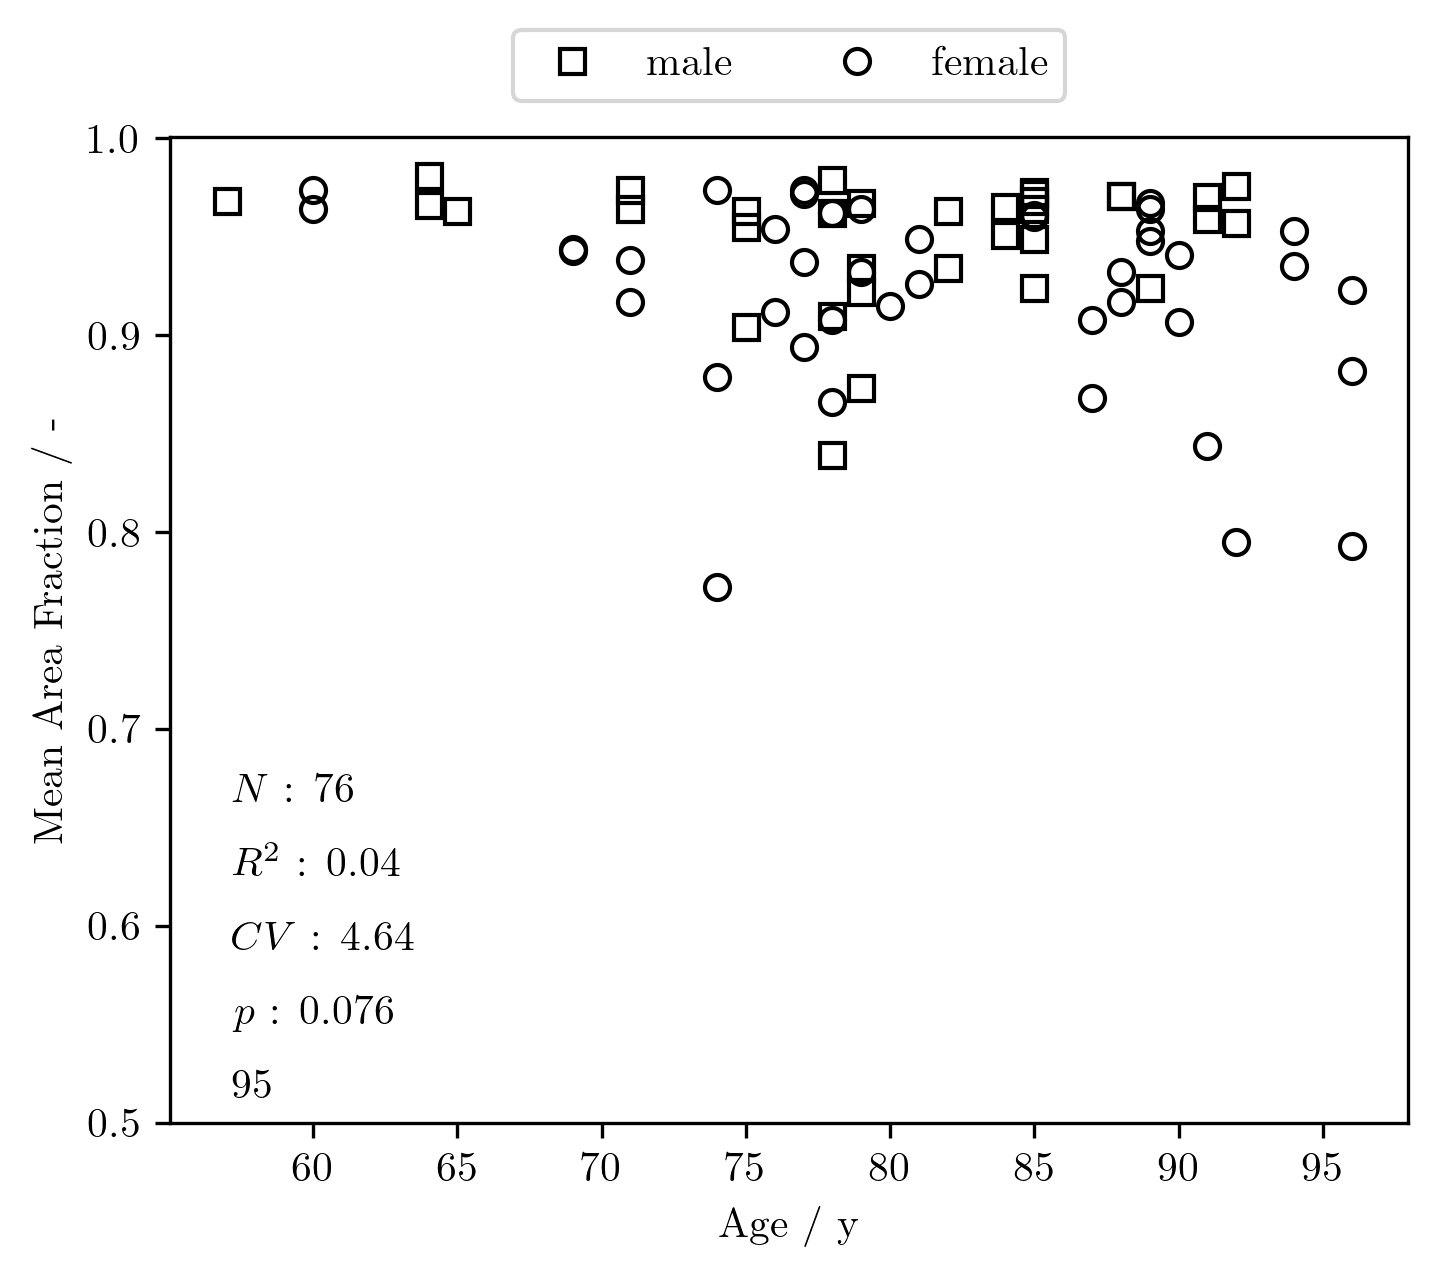 male female
1.0
0.9
0.8
0.7
0.6
0.5
Mean Area Fraction / -
N : 76
R² : 0.04
CV : 4.64
p : 0.076
95
60 65 70 75 80 85 90 95
Age / y